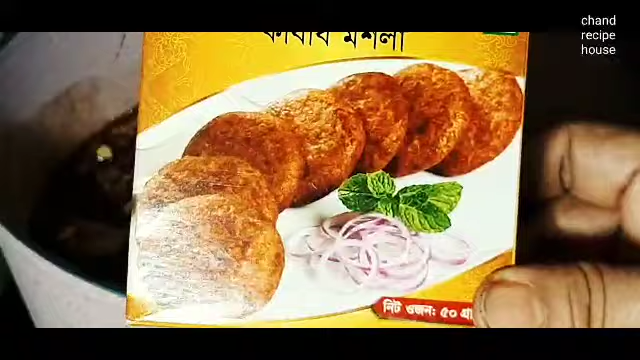 chand
recipe
house
কাবাব মশলা
নিট ওজন: ৫০ গ্রা